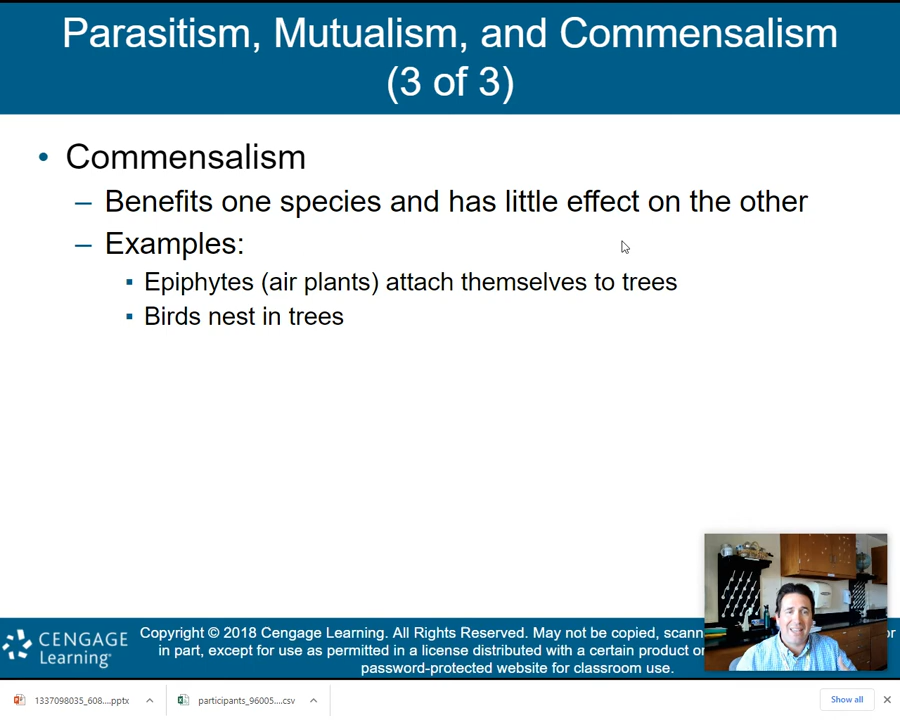 Parasitism, Mutualism, and Commensalism
(3 of 3)
• Commensalism
– Benefits one species and has little effect on the other
– Examples:
▪ Epiphytes (air plants) attach themselves to trees
▪ Birds nest in trees
CENGAGE
Learning®
Copyright © 2018 Cengage Learning. All Rights Reserved. May not be copied, scann
or
in part, except for use as permitted in a license distributed with a certain product or
password-protected website for classroom use.
1337098035_608....pptx
participants_96005....csv
Show all